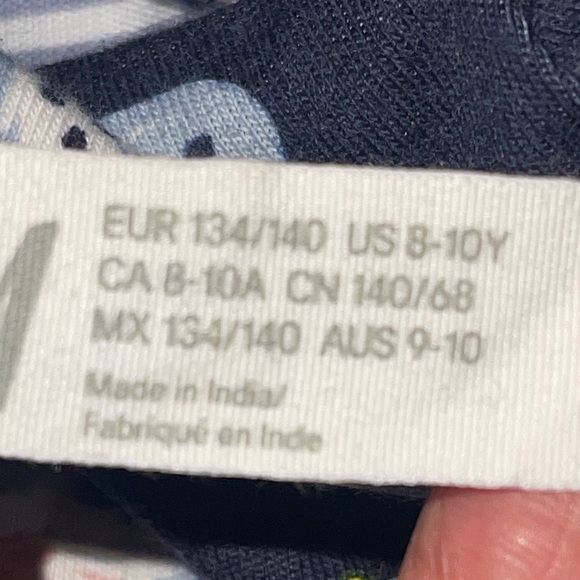 EUR 134/140 US 8-10Y
CA 8-10A CN 140/68
MX 134/140 AUS 9-10
Made in India/
Fabriqué en Inde